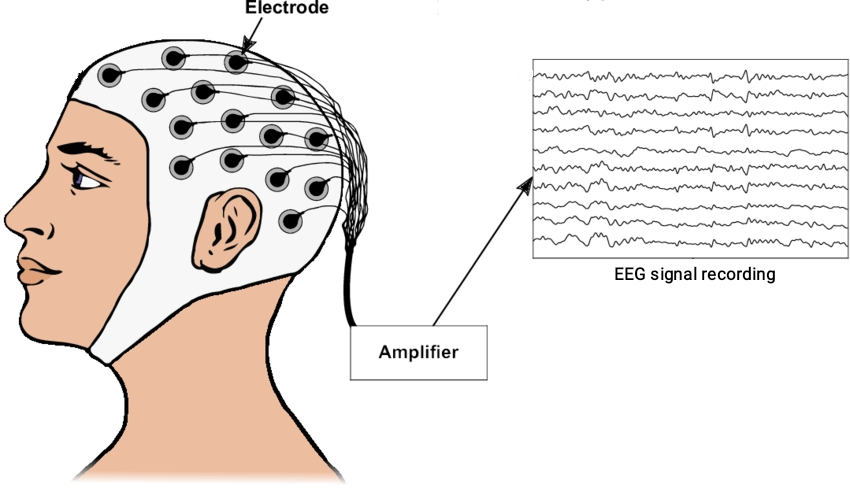 Electrode
EEG signal recording
Amplifier